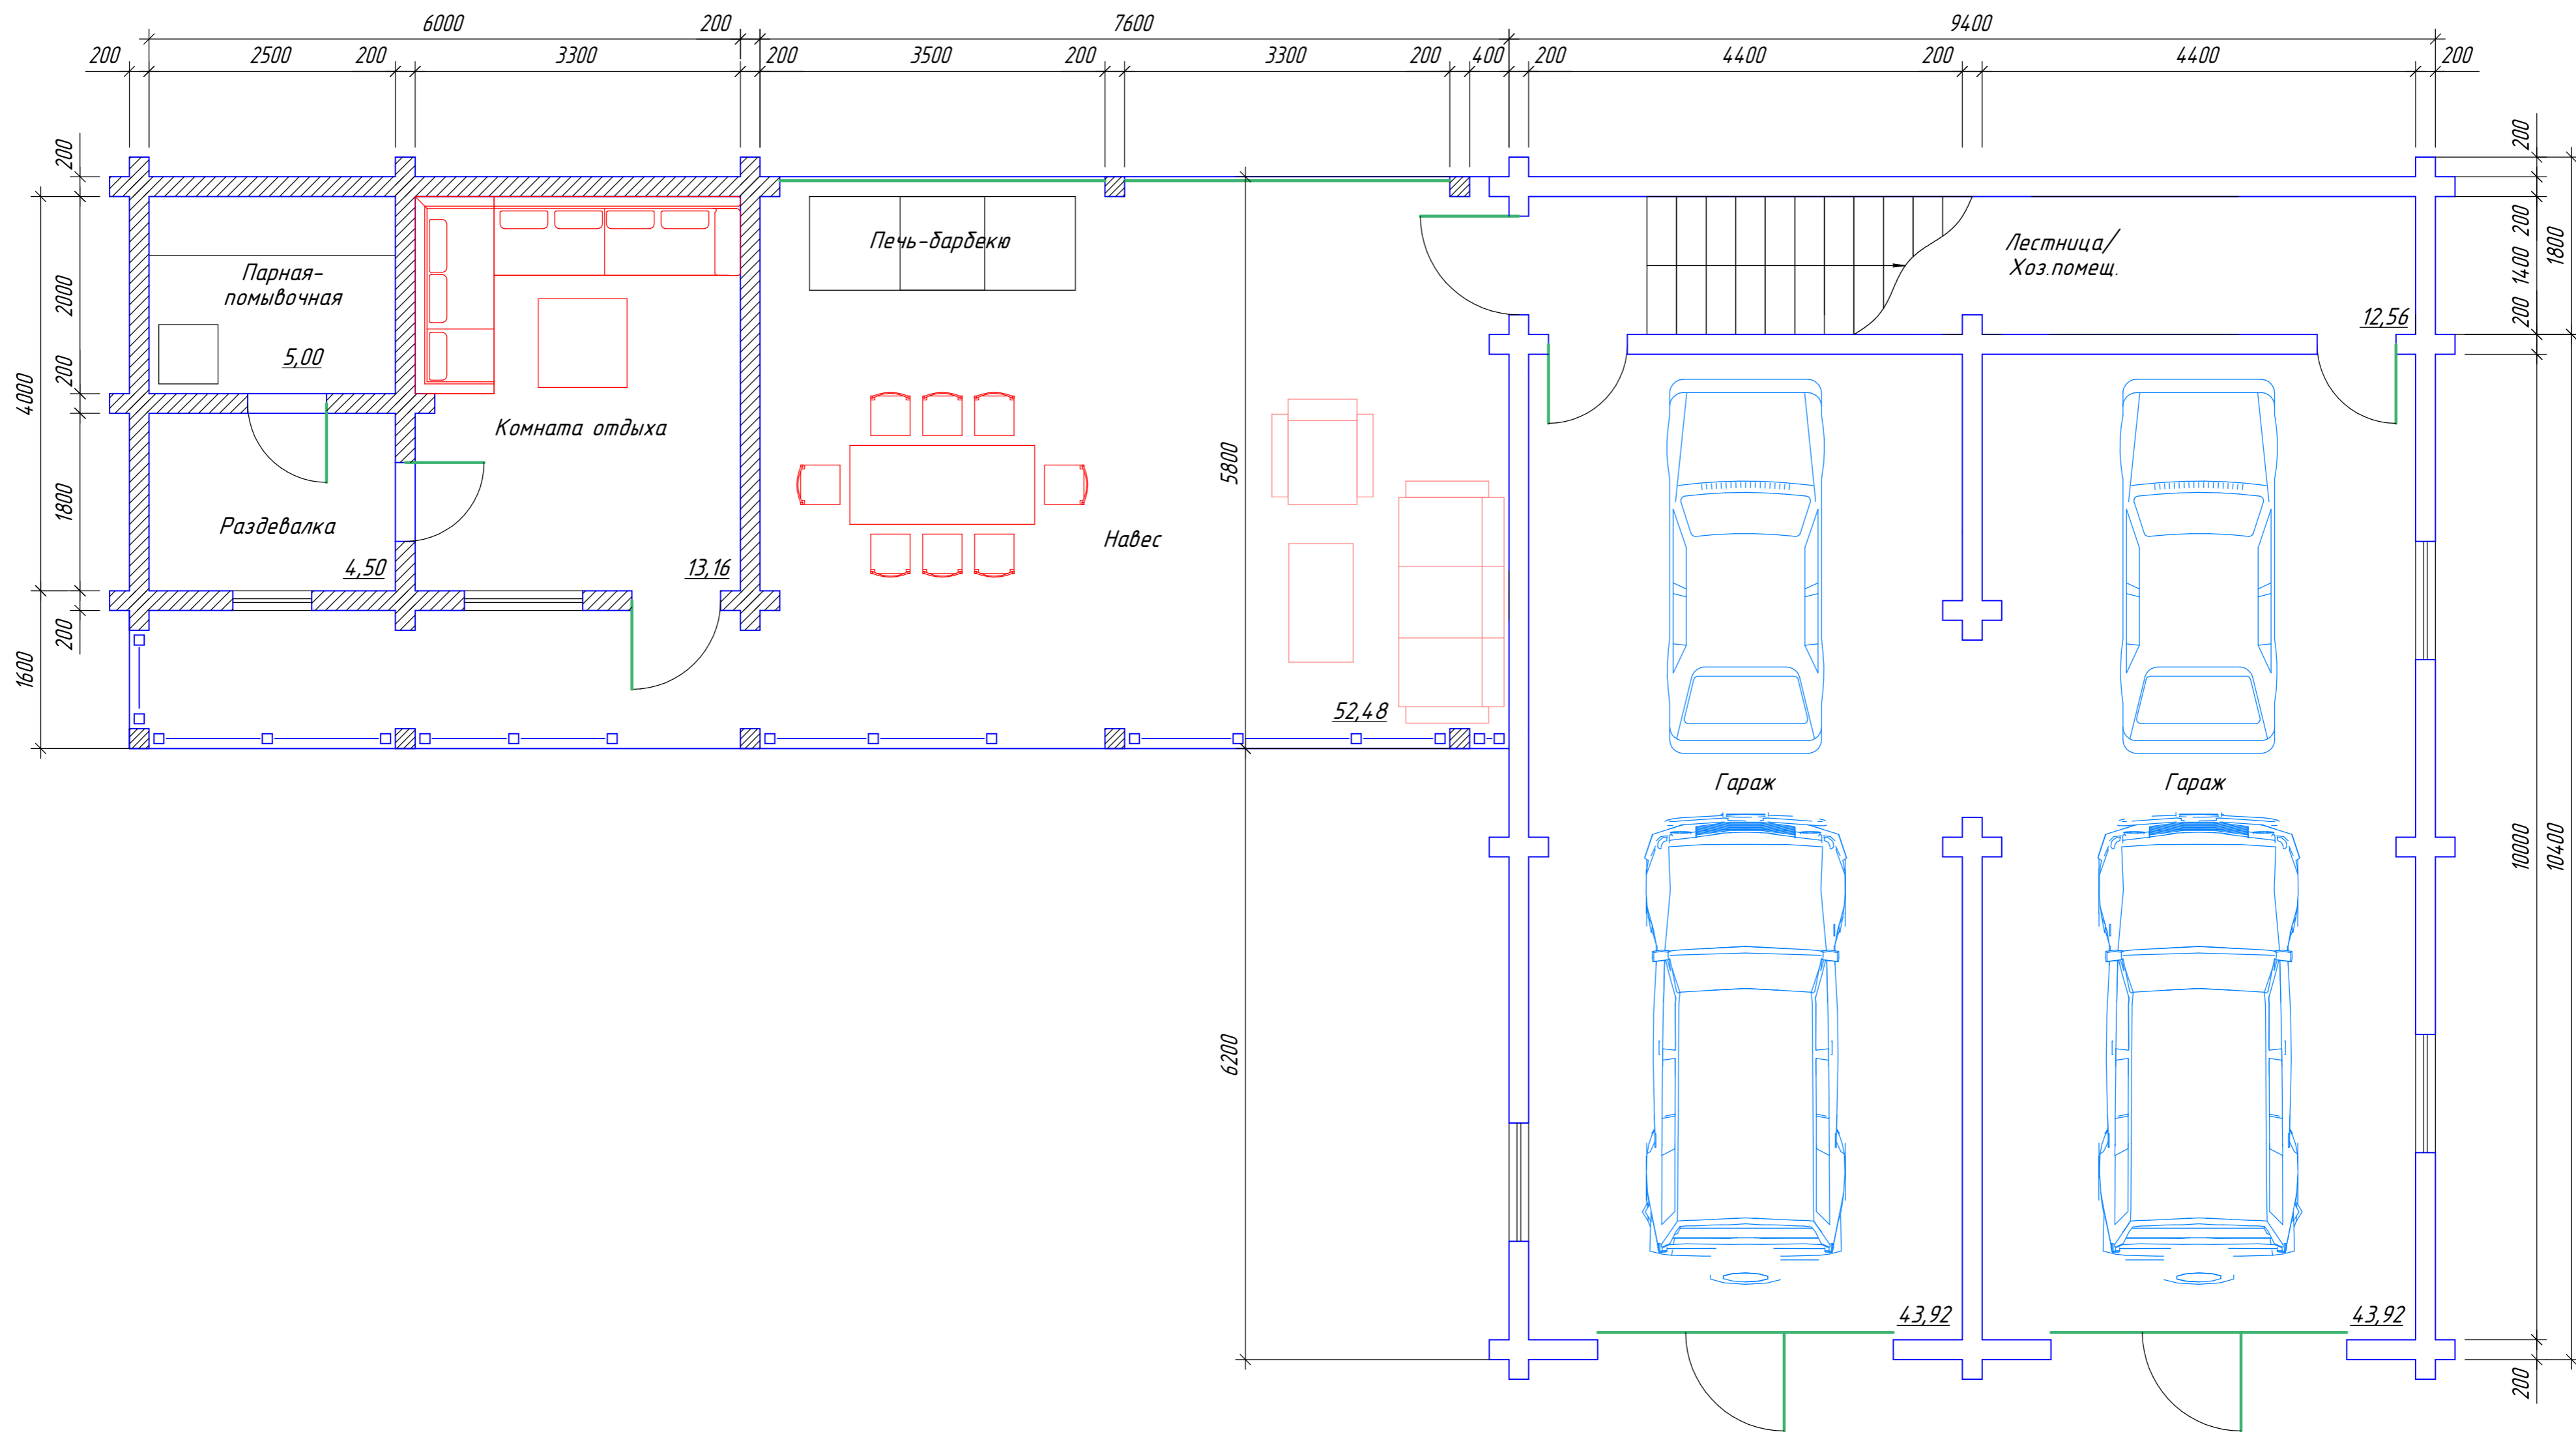 6000 200 7600 9400
200 2500 200 3300 200 3500 200 3300 200 400 200 4400 200 4400 200
200
2000
200
1800
200
4000
1600
Парная-
помывочная
5,00
Раздевалка
4,50
Комната отдыха
13,16
Печь-барбекю
Навес
52,48
5800
6200
Лестница/
Хоз.помещ.
12,56
Гараж
43,92
Гараж
43,92
200
200
1400
200
10000
200
1800
10400